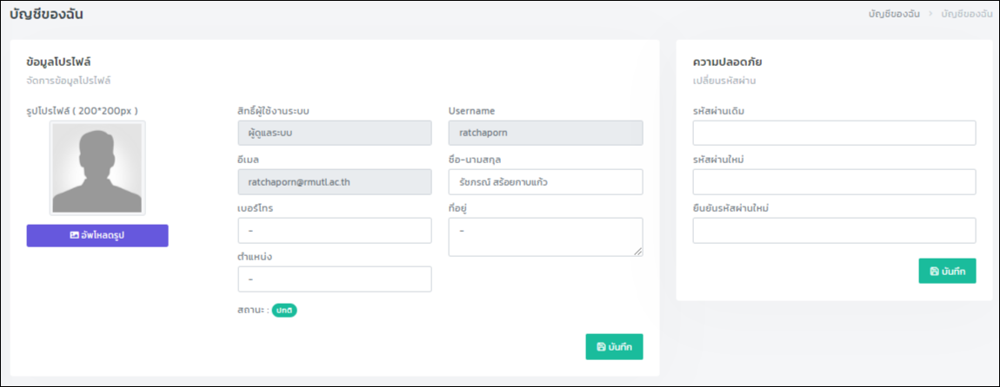 บัญชีของฉัน
บัญชีของฉัน > บัญชีของฉัน
ข้อมูลโปรไฟล์
จัดการข้อมูลโปรไฟล์
รูปโปรไฟล์ ( 200*200px )
อัพโหลดรูป
สิทธิ์ผู้ใช้งานระบบ
ผู้ดูแลระบบ
Username
ratchaporn
อีเมล
ratchaporn@rmutl.ac.th
ชื่อ-นามสกุล
รัชภรณ์ สร้อยกาบแก้ว
เบอร์โทร
-
ที่อยู่
-
ตำแหน่ง
-
สถานะ : ปกติ
บันทึก
ความปลอดภัย
เปลี่ยนรหัสผ่าน
รหัสผ่านเดิม
รหัสผ่านใหม่
ยืนยันรหัสผ่านใหม่
บันทึก